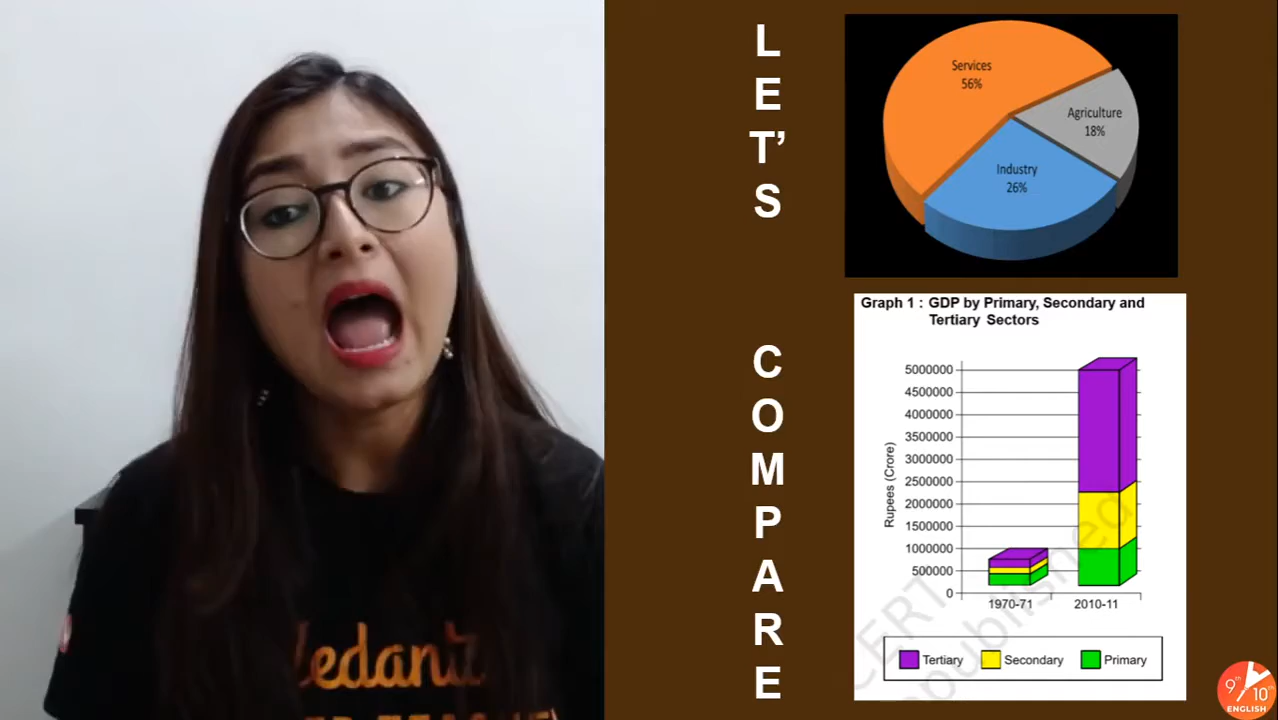 LET'S
COMPARE
Services
56%
Agriculture
18%
Industry
26%
Graph 1 : GDP by Primary, Secondary and
Tertiary Sectors
Rupees (Crore)
5000000
4500000
4000000
3500000
3000000
2500000
2000000
1500000
1000000
500000
0
1970-71
2010-11
Tertiary
Secondary
Primary
9th
10th
ENGLISH